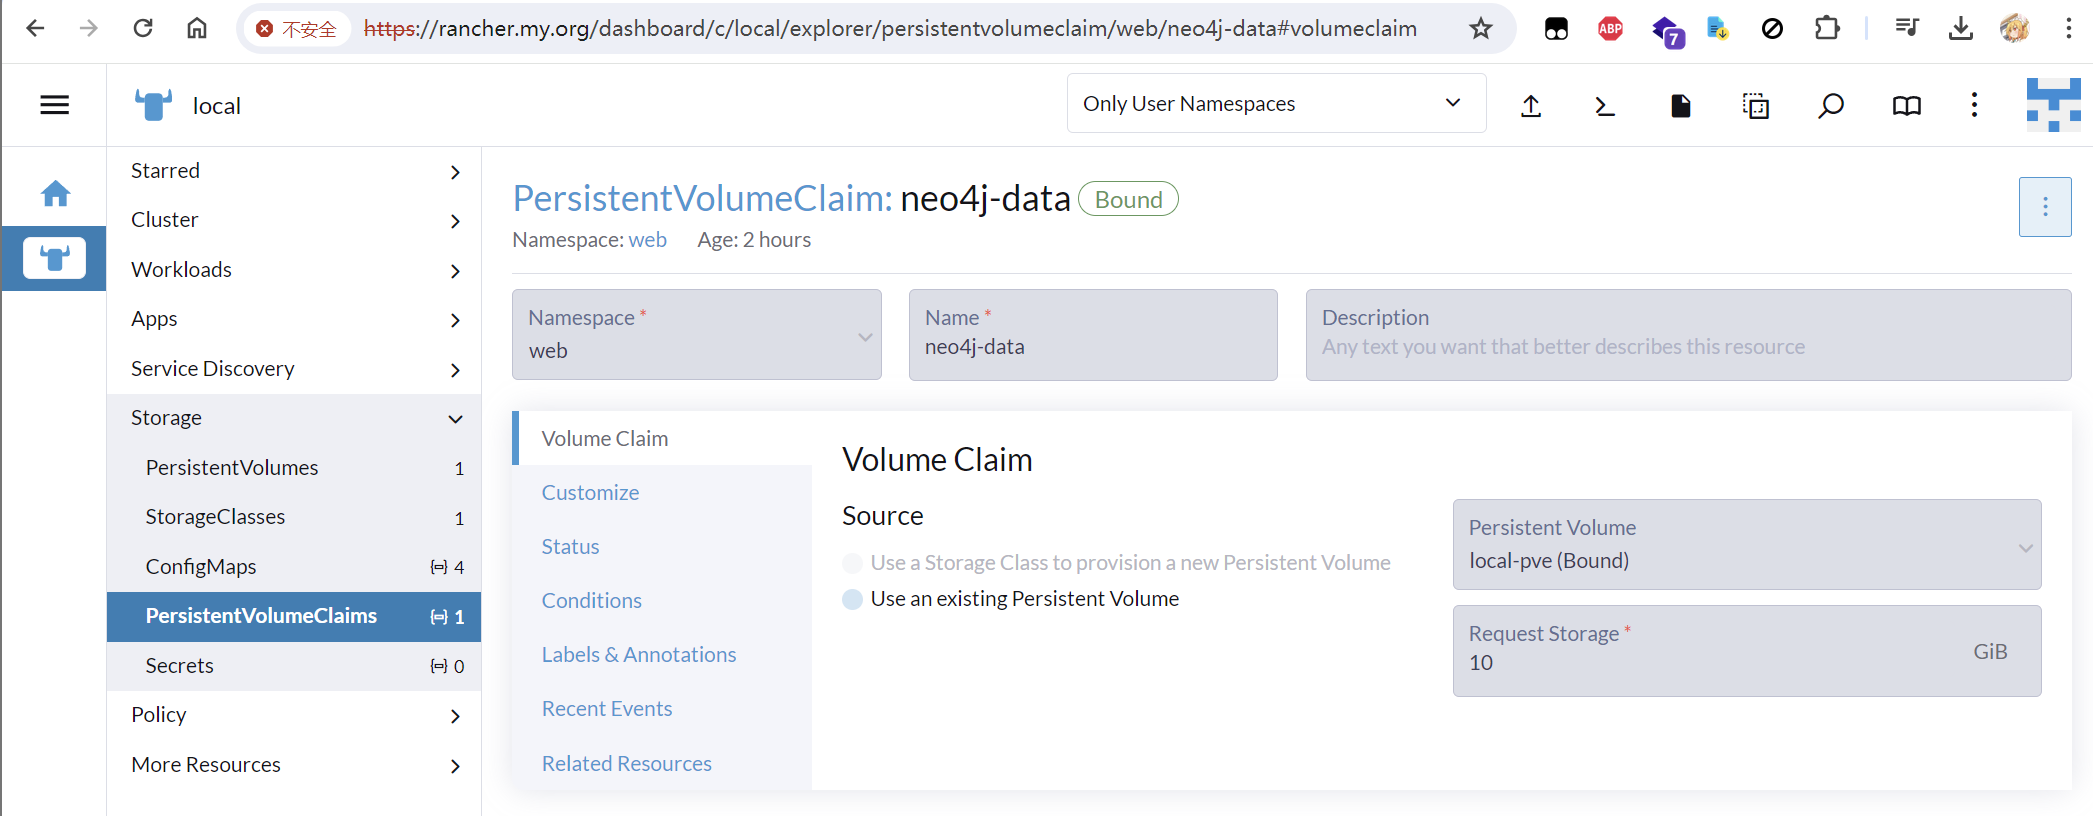 不安全 https://rancher.my.org/dashboard/c/local/explorer/persistentvolumeclaim/web/neo4j-data#volumeclaim
ABP
7
local
Only User Namespaces
Starred
Cluster
Workloads
Apps
Service Discovery
Storage
PersistentVolumes 1
StorageClasses 1
ConfigMaps 4
PersistentVolumeClaims 1
Secrets 0
Policy
More Resources
PersistentVolumeClaim: neo4j-data Bound
Namespace: web Age: 2 hours
Namespace *
web
Name *
neo4j-data
Description
Any text you want that better describes this resource
Volume Claim
Customize
Status
Conditions
Labels & Annotations
Recent Events
Related Resources
Volume Claim
Source
Use a Storage Class to provision a new Persistent Volume
Use an existing Persistent Volume
Persistent Volume
local-pve (Bound)
Request Storage *
10 GiB